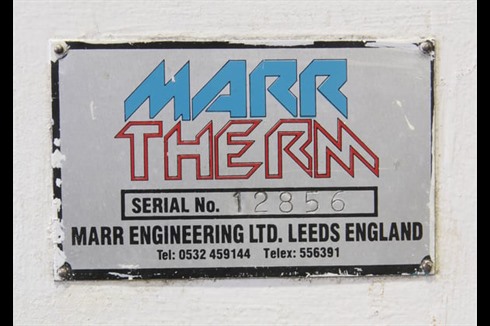 MARR
THERM
SERIAL No. 12856
MARR ENGINEERING LTD. LEEDS ENGLAND
Tel: 0532 459144 Telex: 556391